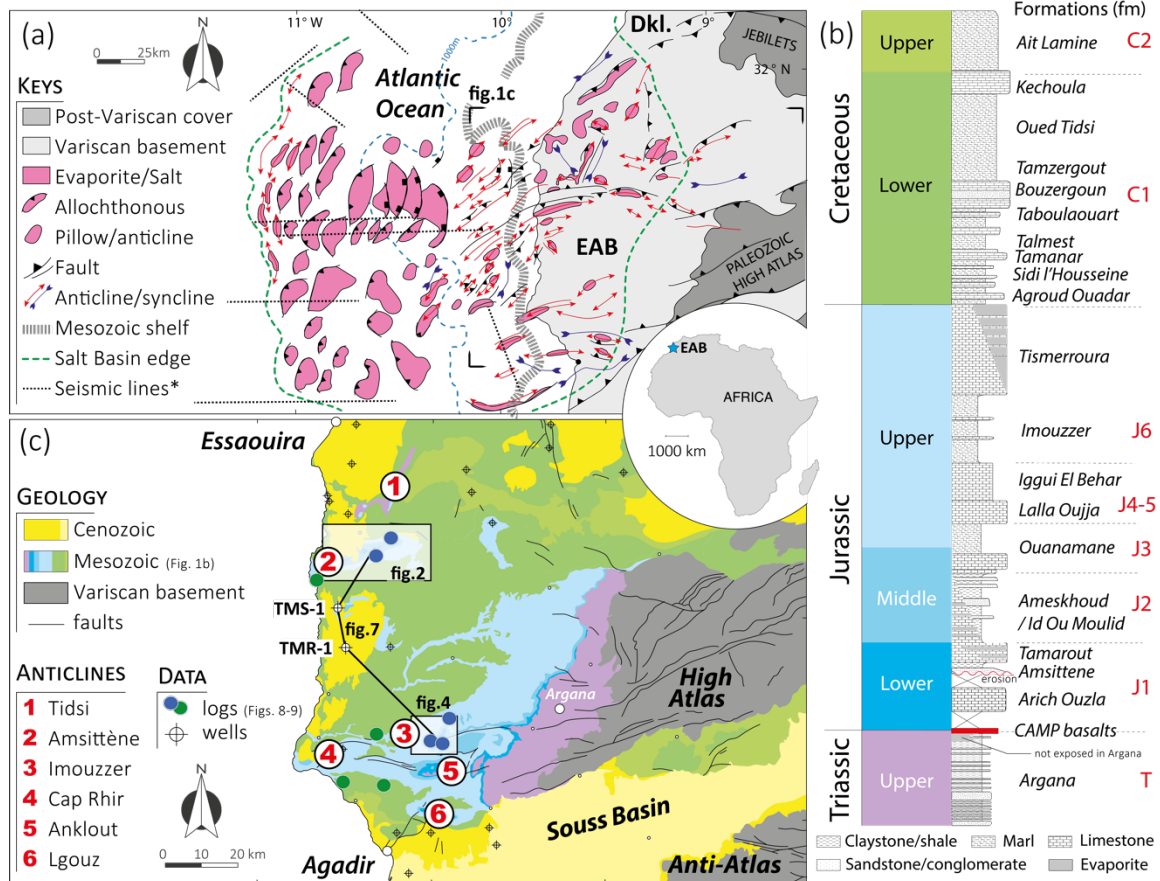 (a)
0 25km
N
KEYS
Post-Variscan cover
Variscan basement
Evaporite/Salt
Allochthonous
Pillow/anticline
Fault
Anticline/syncline
Mesozoic shelf
Salt Basin edge
Seismic lines*
11°W
10°
9°
1000m
Atlantic
Ocean
fig.1c
Dkl.
JEBILETS
32° N
EAB
PALEOZOIC
HIGH ATLAS
EAB
AFRICA
1000 km
(c)
Essaouira
GEOLOGY
Cenozoic
Mesozoic (Fig. 1b)
Variscan basement
faults
ANTICLINES
1 Tidsi
2 Amsittène
3 Imouzzer
4 Cap Rhir
5 Anklout
6 Lgouz
DATA
logs (Figs. 8-9)
wells
N
0 10 20 km
1
2
fig.2
TMS-1
fig.7
TMR-1
fig.4
3
4
5
6
Argana
High
Atlas
Souss Basin
Agadir
Anti-Atlas
(b)
Formations (fm)
Cretaceous
Upper
Ait Lamine C2
Lower
Kechoula
Oued Tidsi
Tamzergout
Bouzergoun C1
Taboulaouart
Talmest
Tamanar
Sidi l'Housseine
Agroud Ouadar
Jurassic
Upper
Tismerroura
Imouzzer J6
Iggui El Behar
Lalla Oujja J4-5
Ouanamane J3
Middle
Ameskhoud J2
/ Id Ou Moulid
Lower
Tamarout
Amsittene
erosion
J1
Arich Ouzla
CAMP basalts
not exposed in Argana
Triassic
Upper
Argana T
Claystone/shale Marl Limestone
Sandstone/conglomerate Evaporite